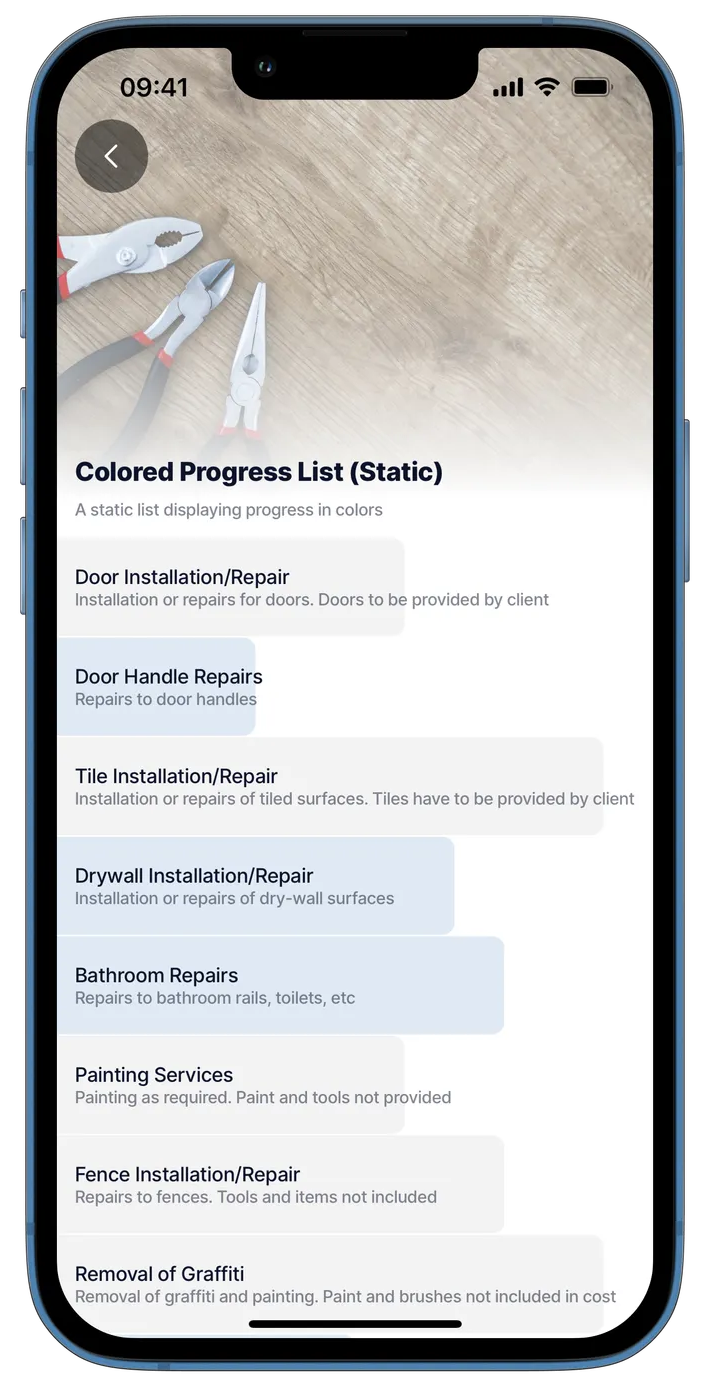 09:41
Colored Progress List (Static)
A static list displaying progress in colors
Door Installation/Repair
Installation or repairs for doors. Doors to be provided by client
Door Handle Repairs
Repairs to door handles
Tile Installation/Repair
Installation or repairs of tiled surfaces. Tiles have to be provided by client
Drywall Installation/Repair
Installation or repairs of dry-wall surfaces
Bathroom Repairs
Repairs to bathroom rails, toilets, etc
Painting Services
Painting as required. Paint and tools not provided
Fence Installation/Repair
Repairs to fences. Tools and items not included
Removal of Graffiti
Removal of graffiti and painting. Paint and brushes not included in cost